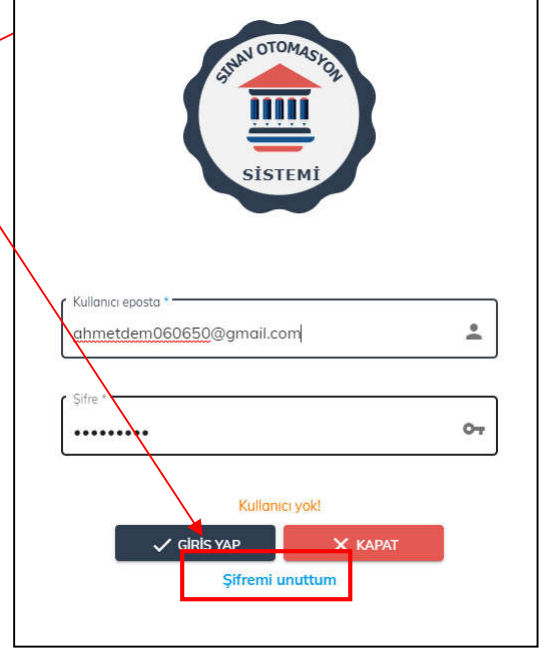 SINAV OTOMASYON
SİSTEMİ
Kullanıcı eposta *
ahmetdem060650@gmail.com
Şifre *
Kullanıcı yok!
GİRİS YAP
KAPAT
Şifremi unuttum